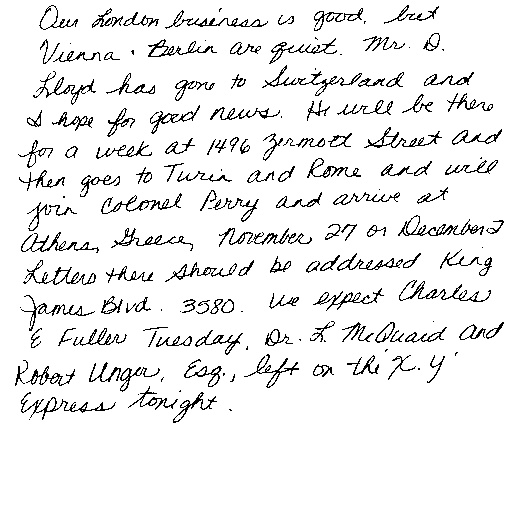 Our London business is good, but
Vienna . Berlin are quiet. Mr. D.
Lloyd has gone to Switzerland and
I hope for good news. He will be there
for a week at 1496 Zermott Street and
then goes to Turin and Rome and will
join Colonel Perry and arrive at
Athens, Greece, November 27 or December 2
Letters there should be addressed King
James Blvd. 3580. We expect Charles
E Fuller Tuesday. Dr. L. McQuaid and
Robert Unger, Esq., left on the 'X.Y'
Express tonight.